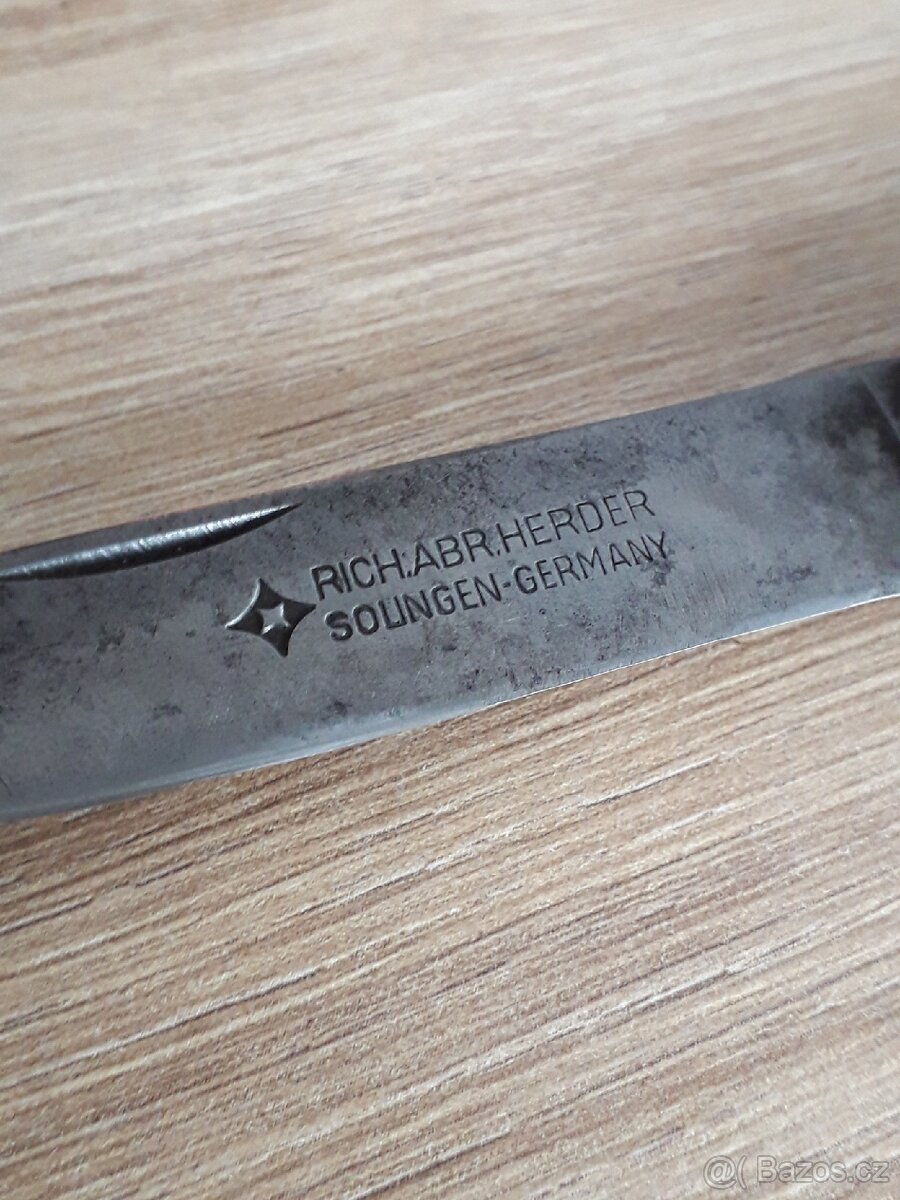 RICH.ABR.HERDER
SOLINGEN-GERMANY
@( Bazos.cz